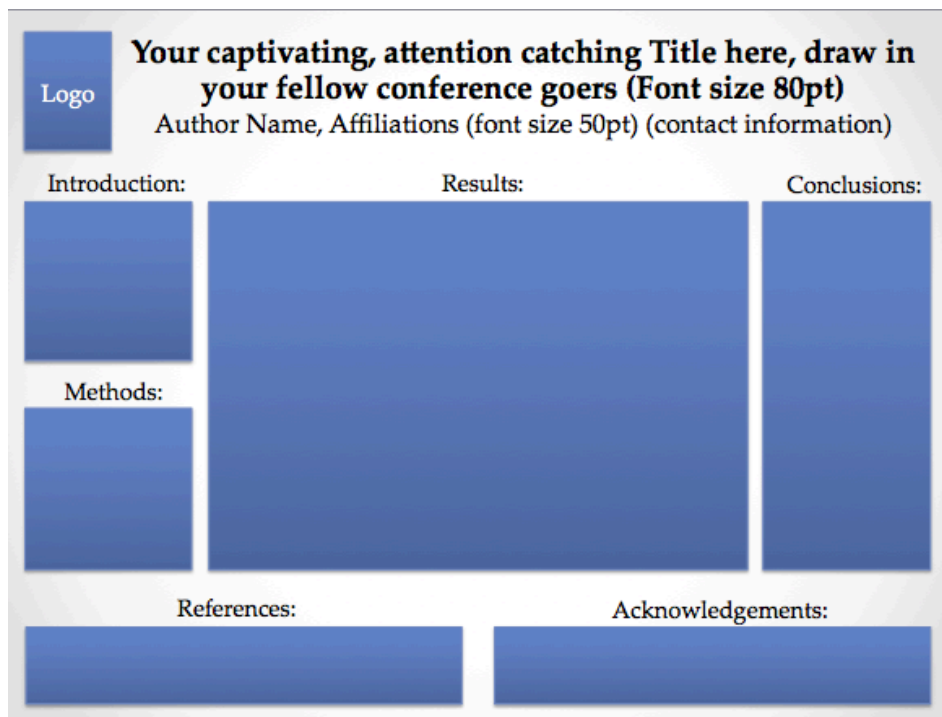 Logo
Your captivating, attention catching Title here, draw in
your fellow conference goers (Font size 80pt)
Author Name, Affiliations (font size 50pt) (contact information)
Introduction:
Results:
Conclusions:
Methods:
References:
Acknowledgements: